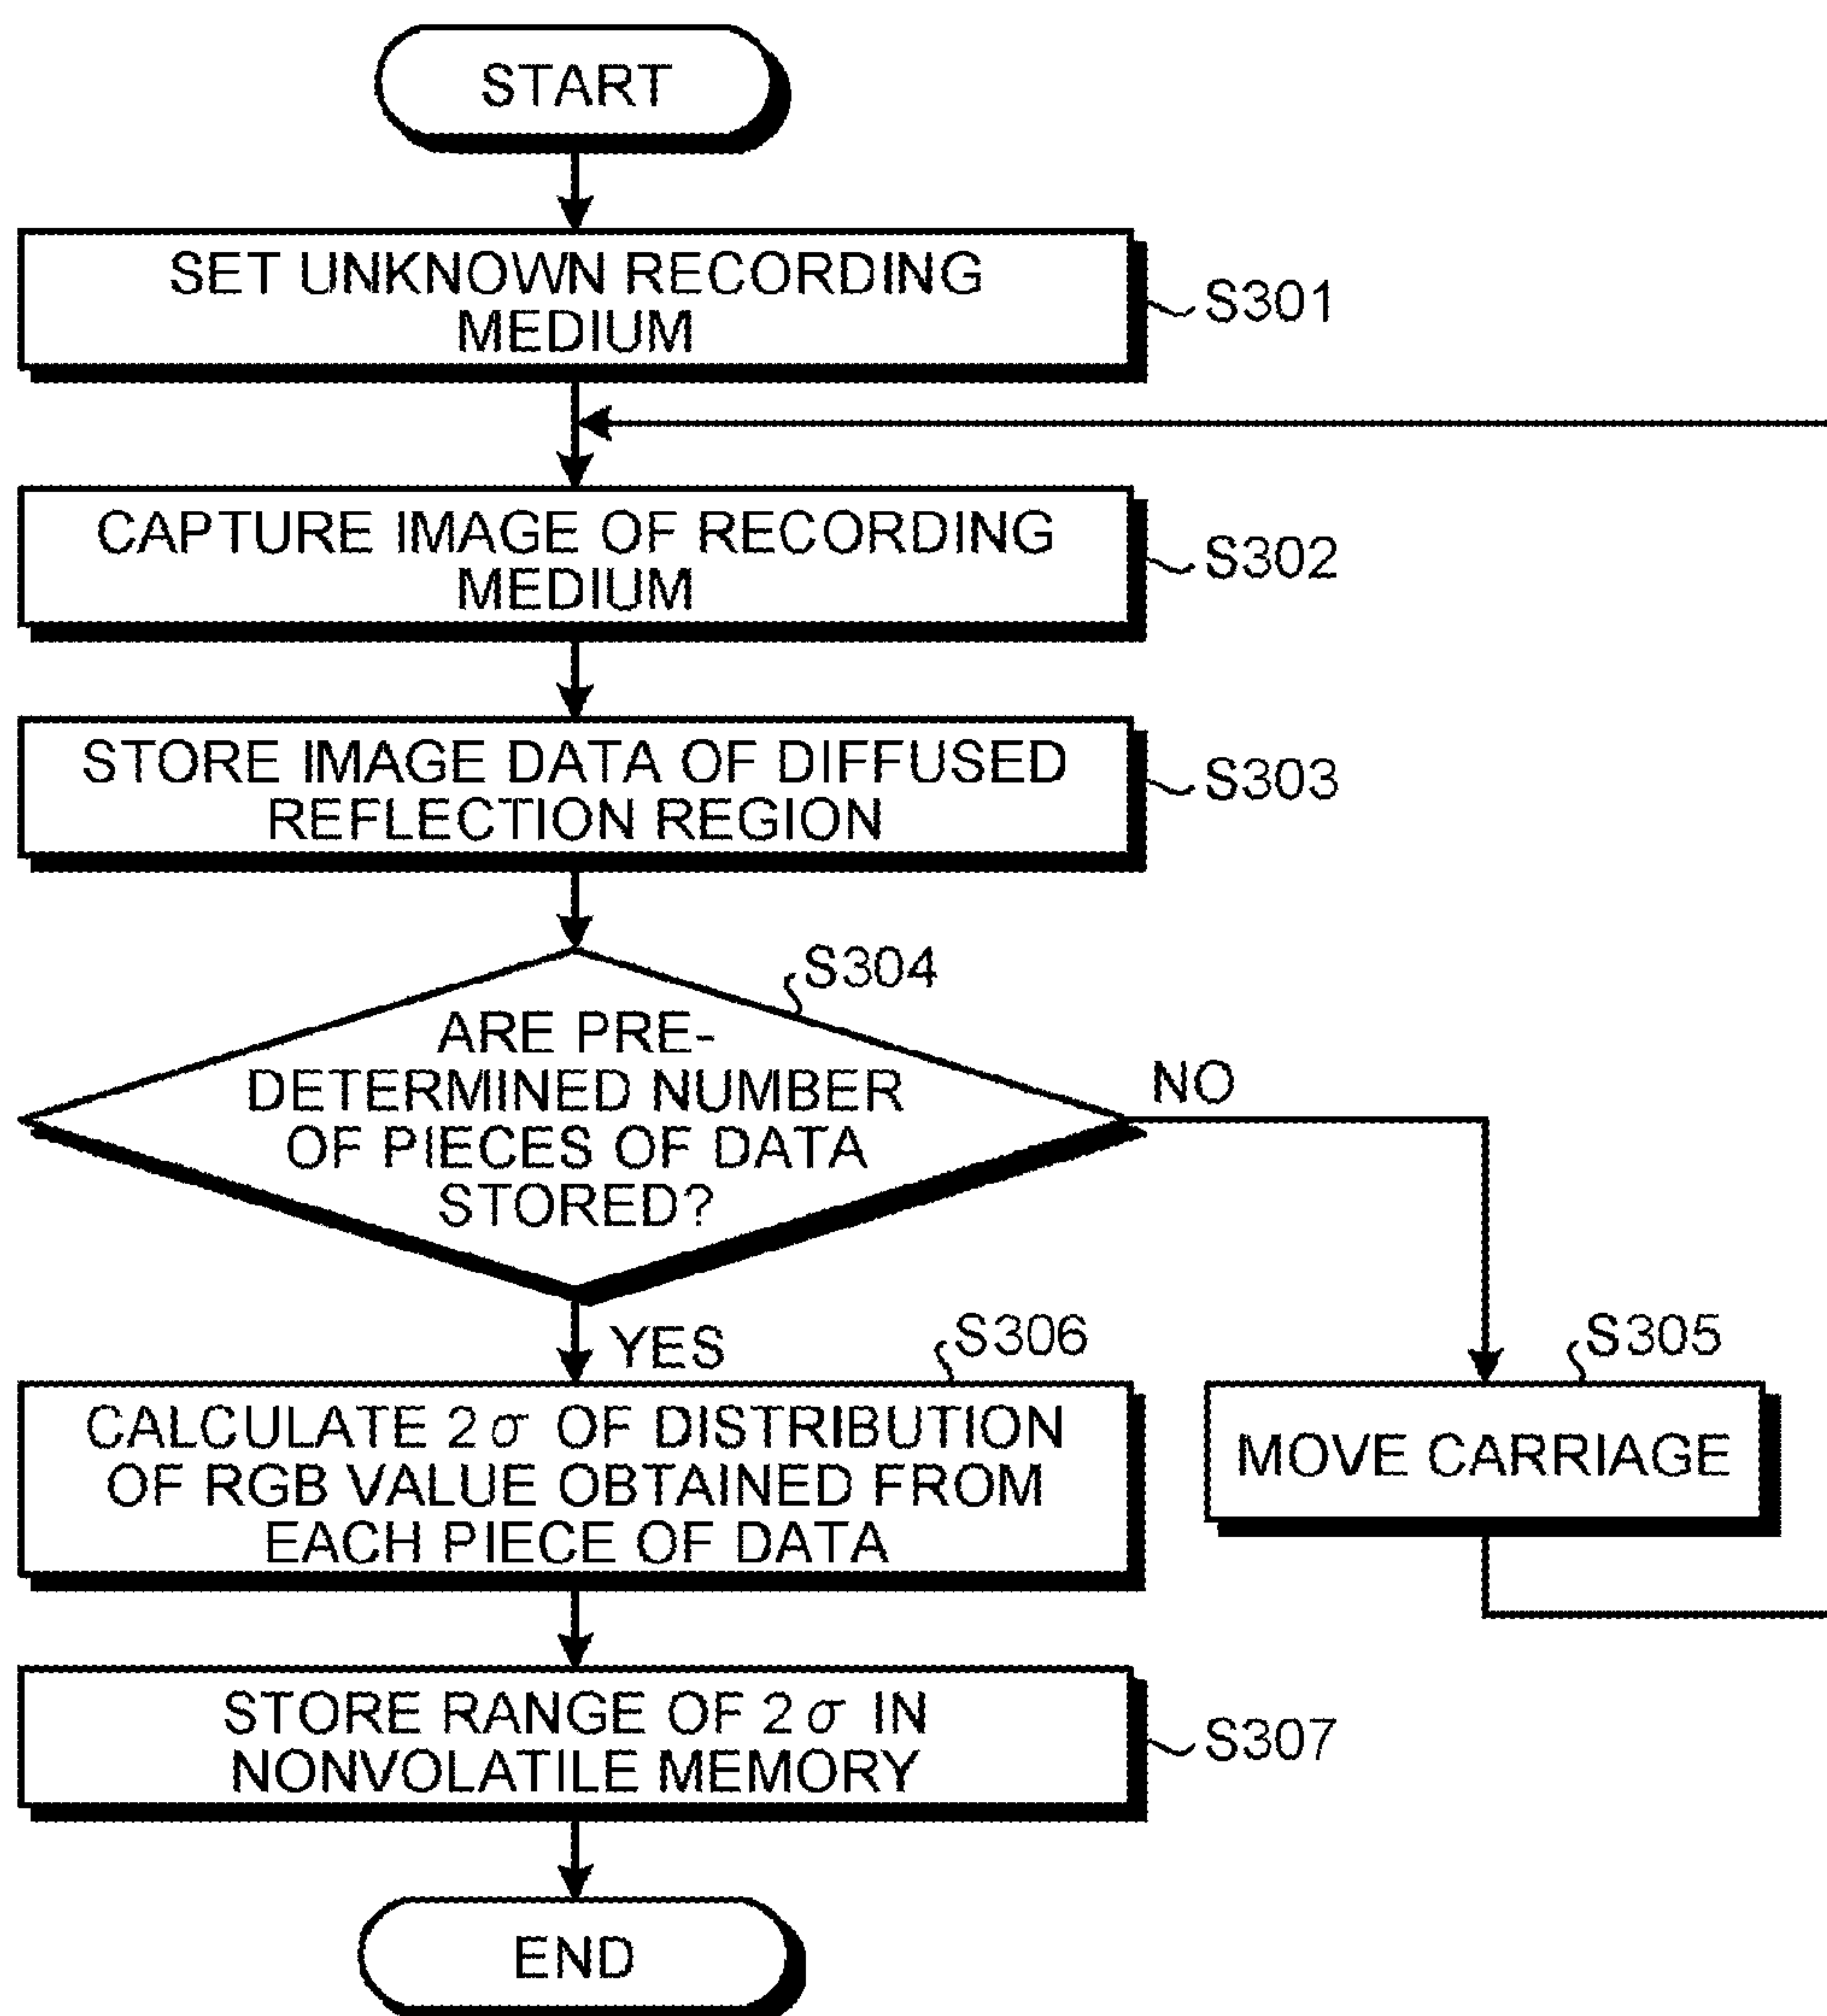 START
SET UNKNOWN RECORDING
MEDIUM
S301
CAPTURE IMAGE OF RECORDING
MEDIUM
S302
STORE IMAGE DATA OF DIFFUSED
REFLECTION REGION
S303
S304
ARE PRE-
DETERMINED NUMBER
OF PIECES OF DATA
STORED?
NO
YES
S306
CALCULATE 2σ OF DISTRIBUTION
OF RGB VALUE OBTAINED FROM
EACH PIECE OF DATA
S305
MOVE CARRIAGE
STORE RANGE OF 2σ IN
NONVOLATILE MEMORY
S307
END